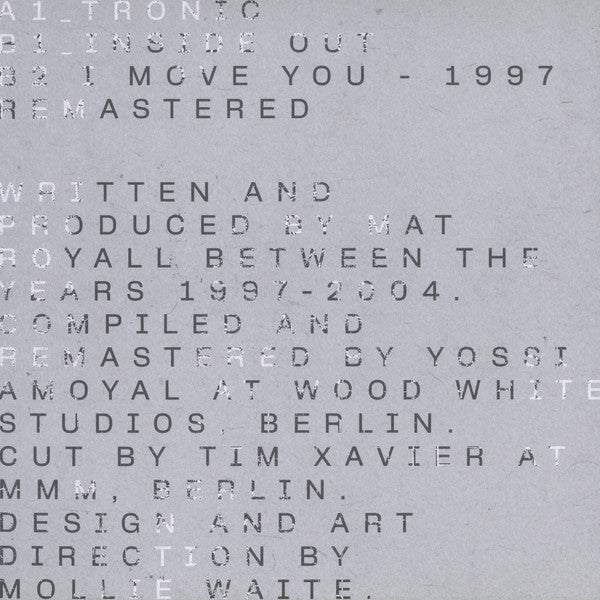 A1_TRONIC
B1_INSIDE OUT
B2 I MOVE YOU - 1997
REMASTERED
WRITTEN AND
PRODUCED BY MAT
ROYALL BETWEEN THE
YEARS 1997-2004.
COMPILED AND
REMASTERED BY YOSSI
AMOYAL AT WOOD WHITE
STUDIOS, BERLIN.
CUT BY TIM XAVIER AT
MMM, BERLIN.
DESIGN AND ART
DIRECTION BY
MOLLIE WAITE.